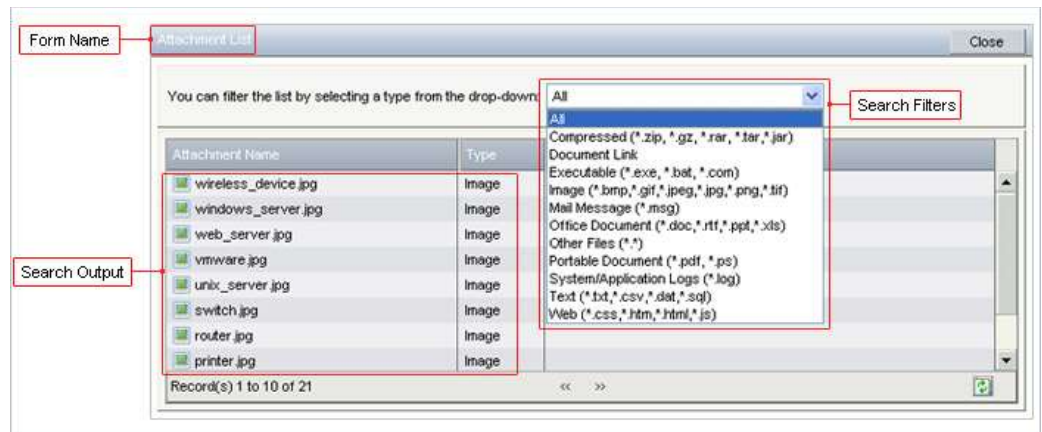 Form Name
Attachment List
Close
You can filter the list by selecting a type from the drop-down:
All
Search Filters
All
Compressed (*.zip, *.gz, *.rar, *.tar,*.jar)
Document Link
Executable (*.exe, *.bat, *.com)
Image (*.bmp,*.gif,*.jpeg,*.jpg,*.png,*.tif)
Mail Message (*.msg)
Office Document (*.doc,*.rtf,*.ppt,*.xls)
Other Files (*.*)
Portable Document (*.pdf, *.ps)
System/Application Logs (*.log)
Text (*.txt,*.csv,*.dat,*.sql)
Web (*.css,*.htm,*.html,*.js)
Attachment Name Type
wireless_device.jpg Image
windows_server.jpg Image
web_server.jpg Image
vmware.jpg Image
Search Output
unix_server.jpg Image
switch.jpg Image
router.jpg Image
printer.jpg Image
Record(s) 1 to 10 of 21 << >>